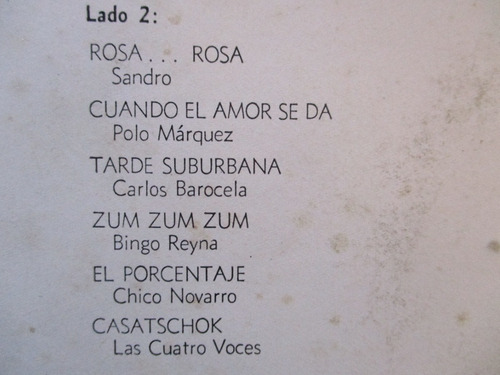 Lado 2:
ROSA... ROSA
Sandro
CUANDO EL AMOR SE DA
Polo Márquez
TARDE SUBURBANA
Carlos Barocela
ZUM ZUM ZUM
Bingo Reyna
EL PORCENTAJE
Chico Novarro
CASATSCHOK
Las Cuatro Voces